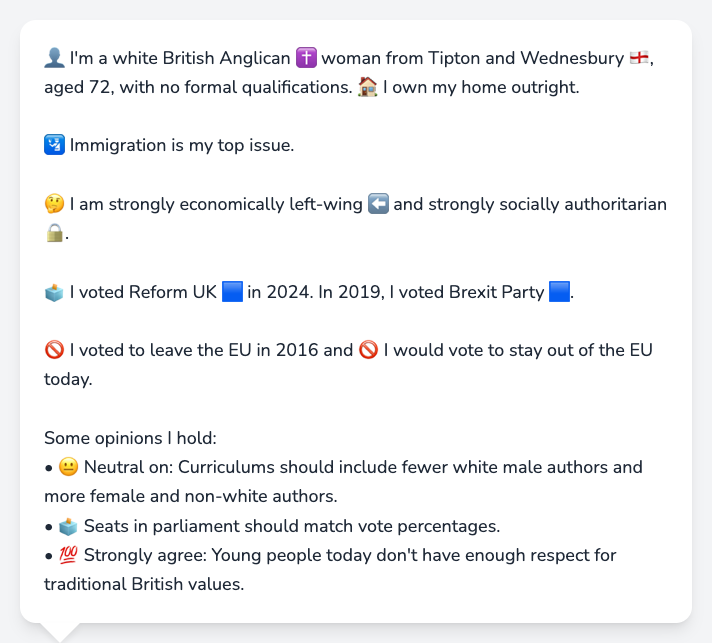 👤 I'm a white British Anglican ✝️ woman from Tipton and Wednesbury 🏴󠁧󠁢󠁥󠁮󠁧󠁿,
aged 72, with no formal qualifications. 🏠 I own my home outright.
🛂 Immigration is my top issue.
🤔 I am strongly economically left-wing ⬅️ and strongly socially authoritarian
🔒.
🗳️ I voted Reform UK 🟦 in 2024. In 2019, I voted Brexit Party 🟦.
🚫 I voted to leave the EU in 2016 and 🚫 I would vote to stay out of the EU
today.
Some opinions I hold:
• 😐 Neutral on: Curriculums should include fewer white male authors and
more female and non-white authors.
• 🗳️ Seats in parliament should match vote percentages.
• 💯 Strongly agree: Young people today don't have enough respect for
traditional British values.